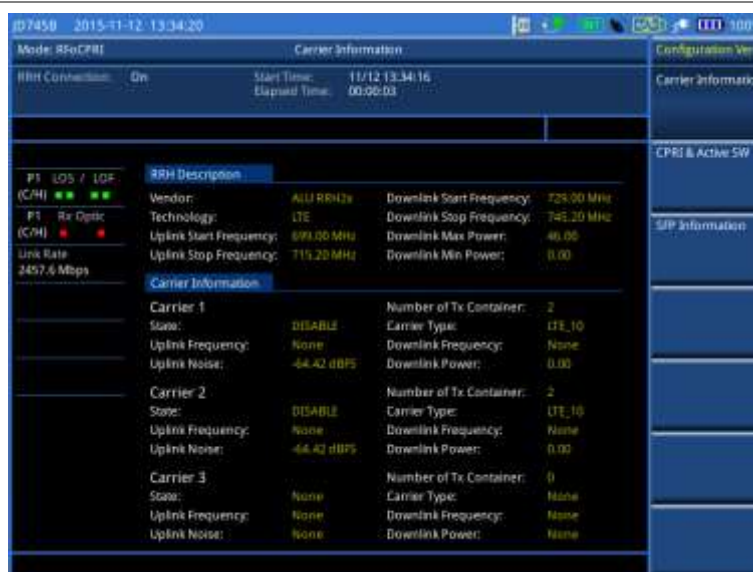 JD745B 2015-11-12 13:34:20
INT
100
Mode: RFoCPRI Carrier Information
RRH Connection: On
Start Time: 11/12 13:34:16
Elapsed Time: 00:00:03
P1 LOS / LOF
(C/H)
P1 Rx Optic
(C/H)
Link Rate
2457.6 Mbps
RRH Description
Vendor: ALU RRH2x Downlink Start Frequency: 729.00 MHz
Technology: LTE Downlink Stop Frequency: 745.20 MHz
Uplink Start Frequency: 699.00 MHz Downlink Max Power: 46.00
Uplink Stop Frequency: 715.20 MHz Downlink Min Power: 0.00
Carrier Information
Carrier 1 Number of Tx Container: 2
State: DISABLE Carrier Type: LTE_10
Uplink Frequency: None Downlink Frequency: None
Uplink Noise: -64.42 dBFS Downlink Power: 0.00
Carrier 2 Number of Tx Container: 2
State: DISABLE Carrier Type: LTE_10
Uplink Frequency: None Downlink Frequency: None
Uplink Noise: -64.42 dBFS Downlink Power: 0.00
Carrier 3 Number of Tx Container: 0
State: None Carrier Type: None
Uplink Frequency: None Downlink Frequency: None
Uplink Noise: None Downlink Power: None
Configuration Ver
Carrier Informatio
CPRI & Active SW
SFP Information